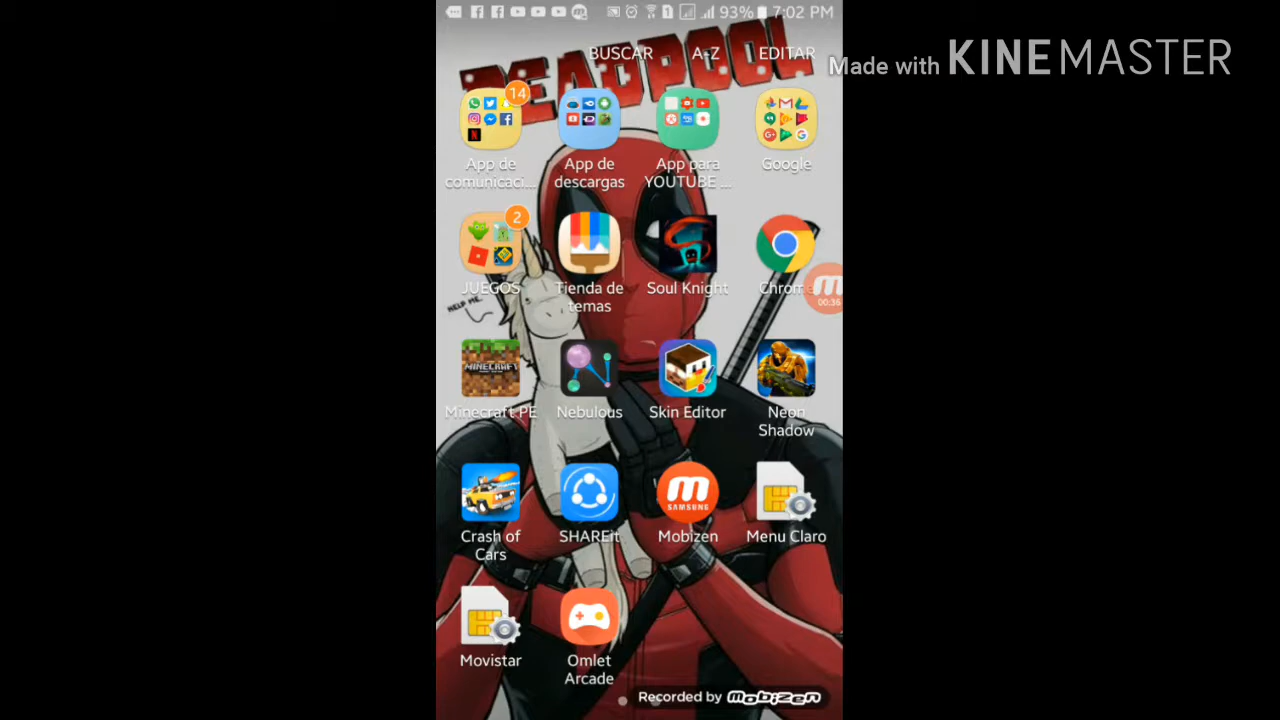 93% 7:02 PM
DEADPOOL
BUSCAR A-Z EDITAR
Made with KINEMASTER
14
App de comunicaci...
App de descargas
App para YOUTUBE ...
Google
2
JUEGOS
Tienda de temas
Soul Knight
Chrome
00:36
HELP ME.
MINECRAFT
Minecraft PE
Nebulous
Skin Editor
Neon Shadow
Crash of Cars
SHAREit
SAMSUNG
Mobizen
Menu Claro
Movistar
Omlet Arcade
Recorded by mobizen